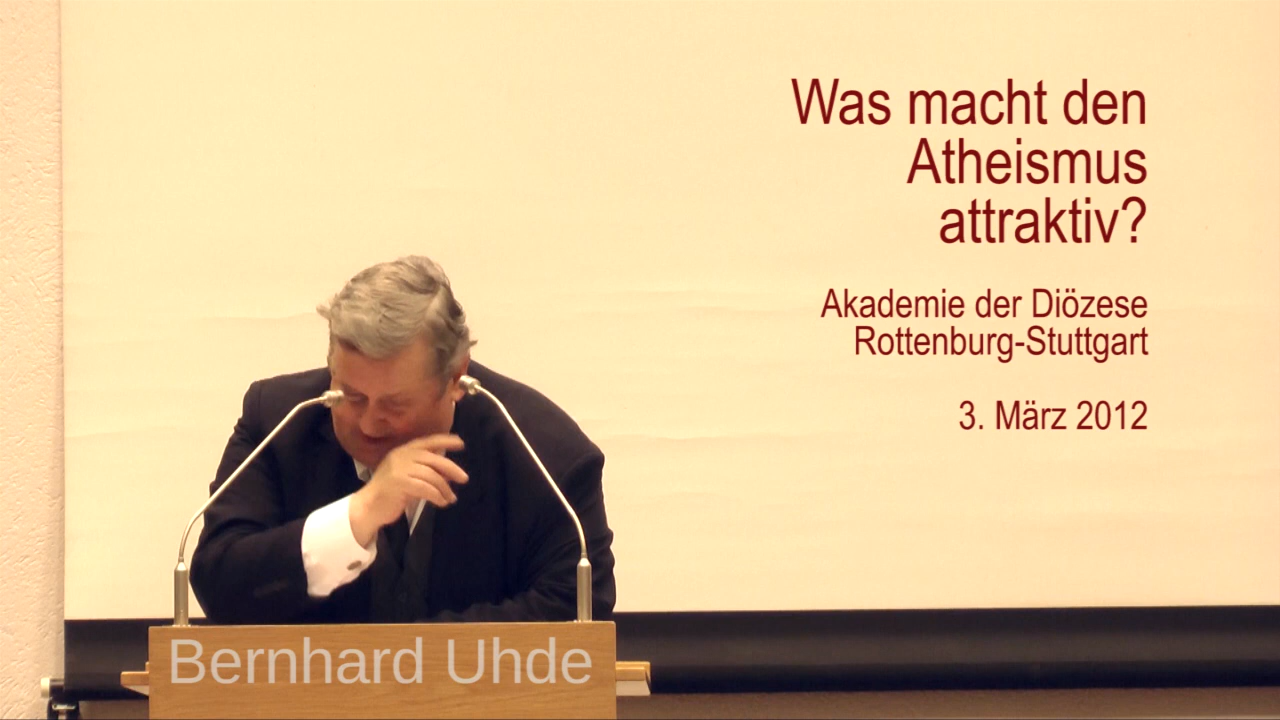 Was macht den
Atheismus
attraktiv?
Akademie der Diözese
Rottenburg-Stuttgart
3. März 2012
Bernhard Uhde